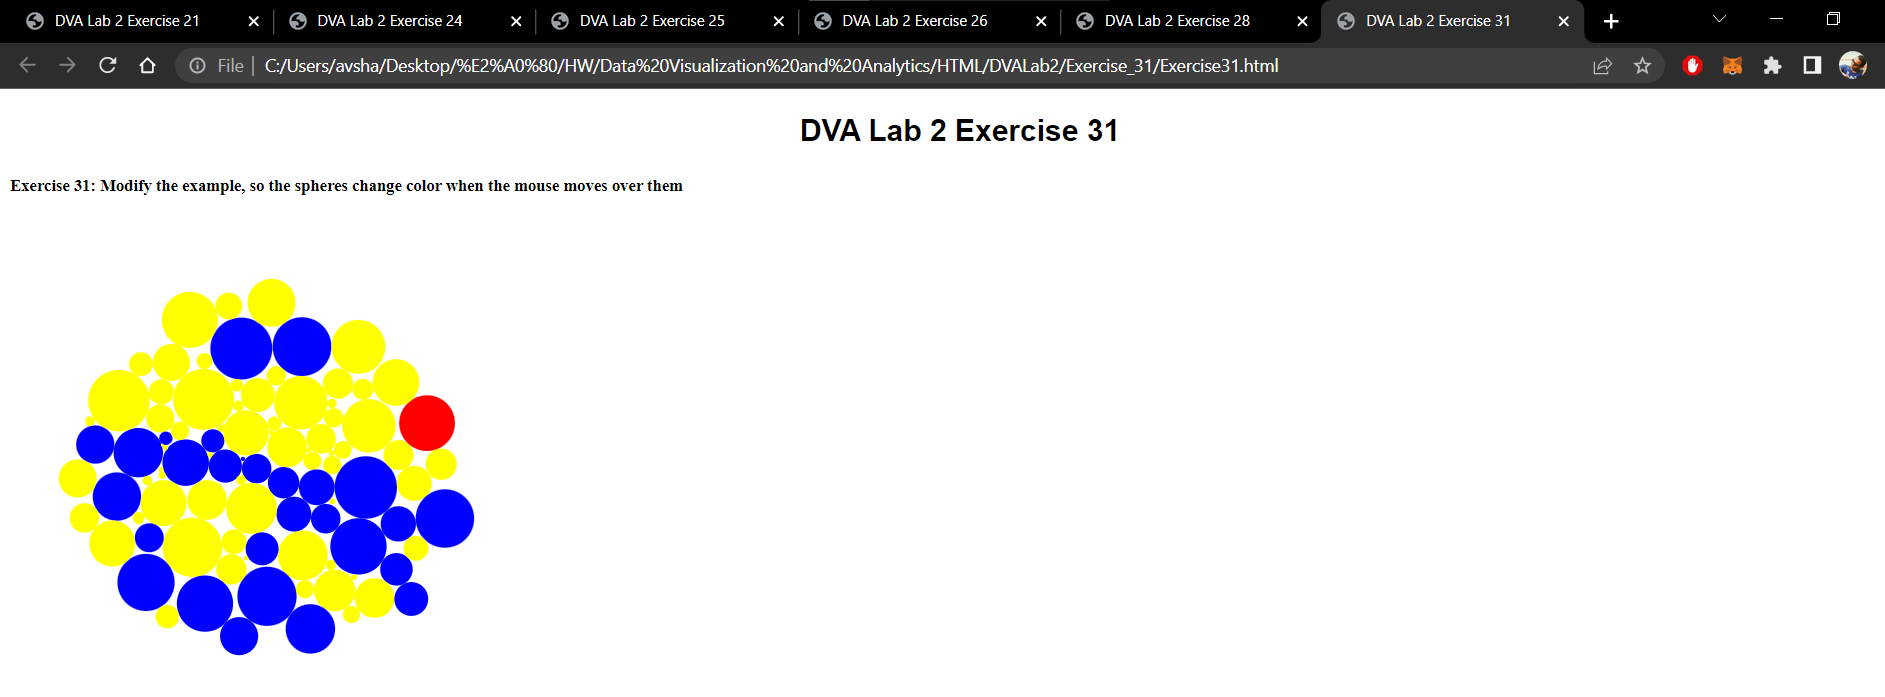 DVA Lab 2 Exercise 21
DVA Lab 2 Exercise 24
DVA Lab 2 Exercise 25
DVA Lab 2 Exercise 26
DVA Lab 2 Exercise 28
DVA Lab 2 Exercise 31
File | C:/Users/avsha/Desktop/%E2%A0%80/HW/Data%20Visualization%20and%20Analytics/HTML/DVALab2/Exercise_31/Exercise31.html
DVA Lab 2 Exercise 31
Exercise 31: Modify the example, so the spheres change color when the mouse moves over them